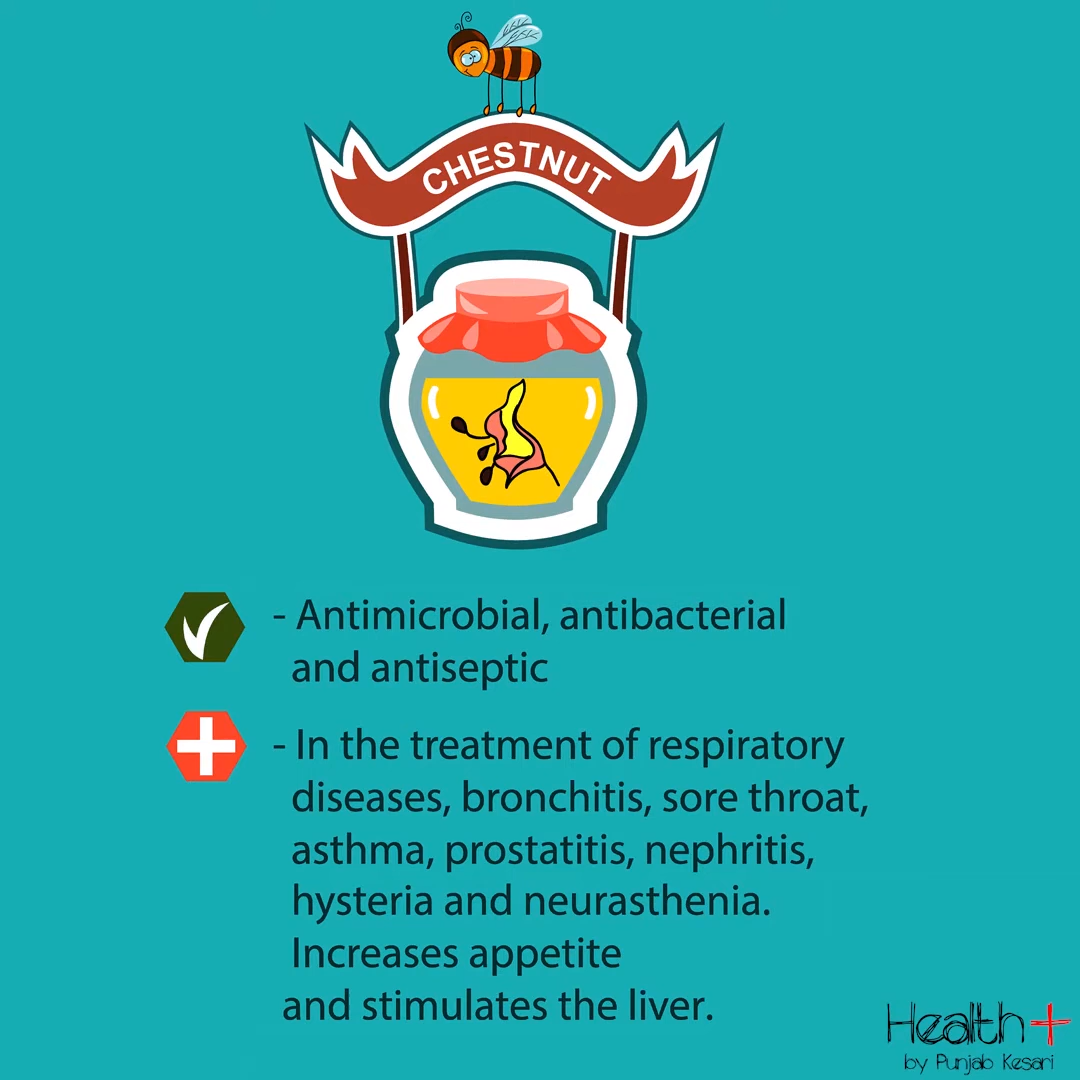 CHESTNUT
- Antimicrobial, antibacterial
and antiseptic
- In the treatment of respiratory
diseases, bronchitis, sore throat,
asthma, prostatitis, nephritis,
hysteria and neurasthenia.
Increases appetite
and stimulates the liver.
Health+
by Punjab Kesari